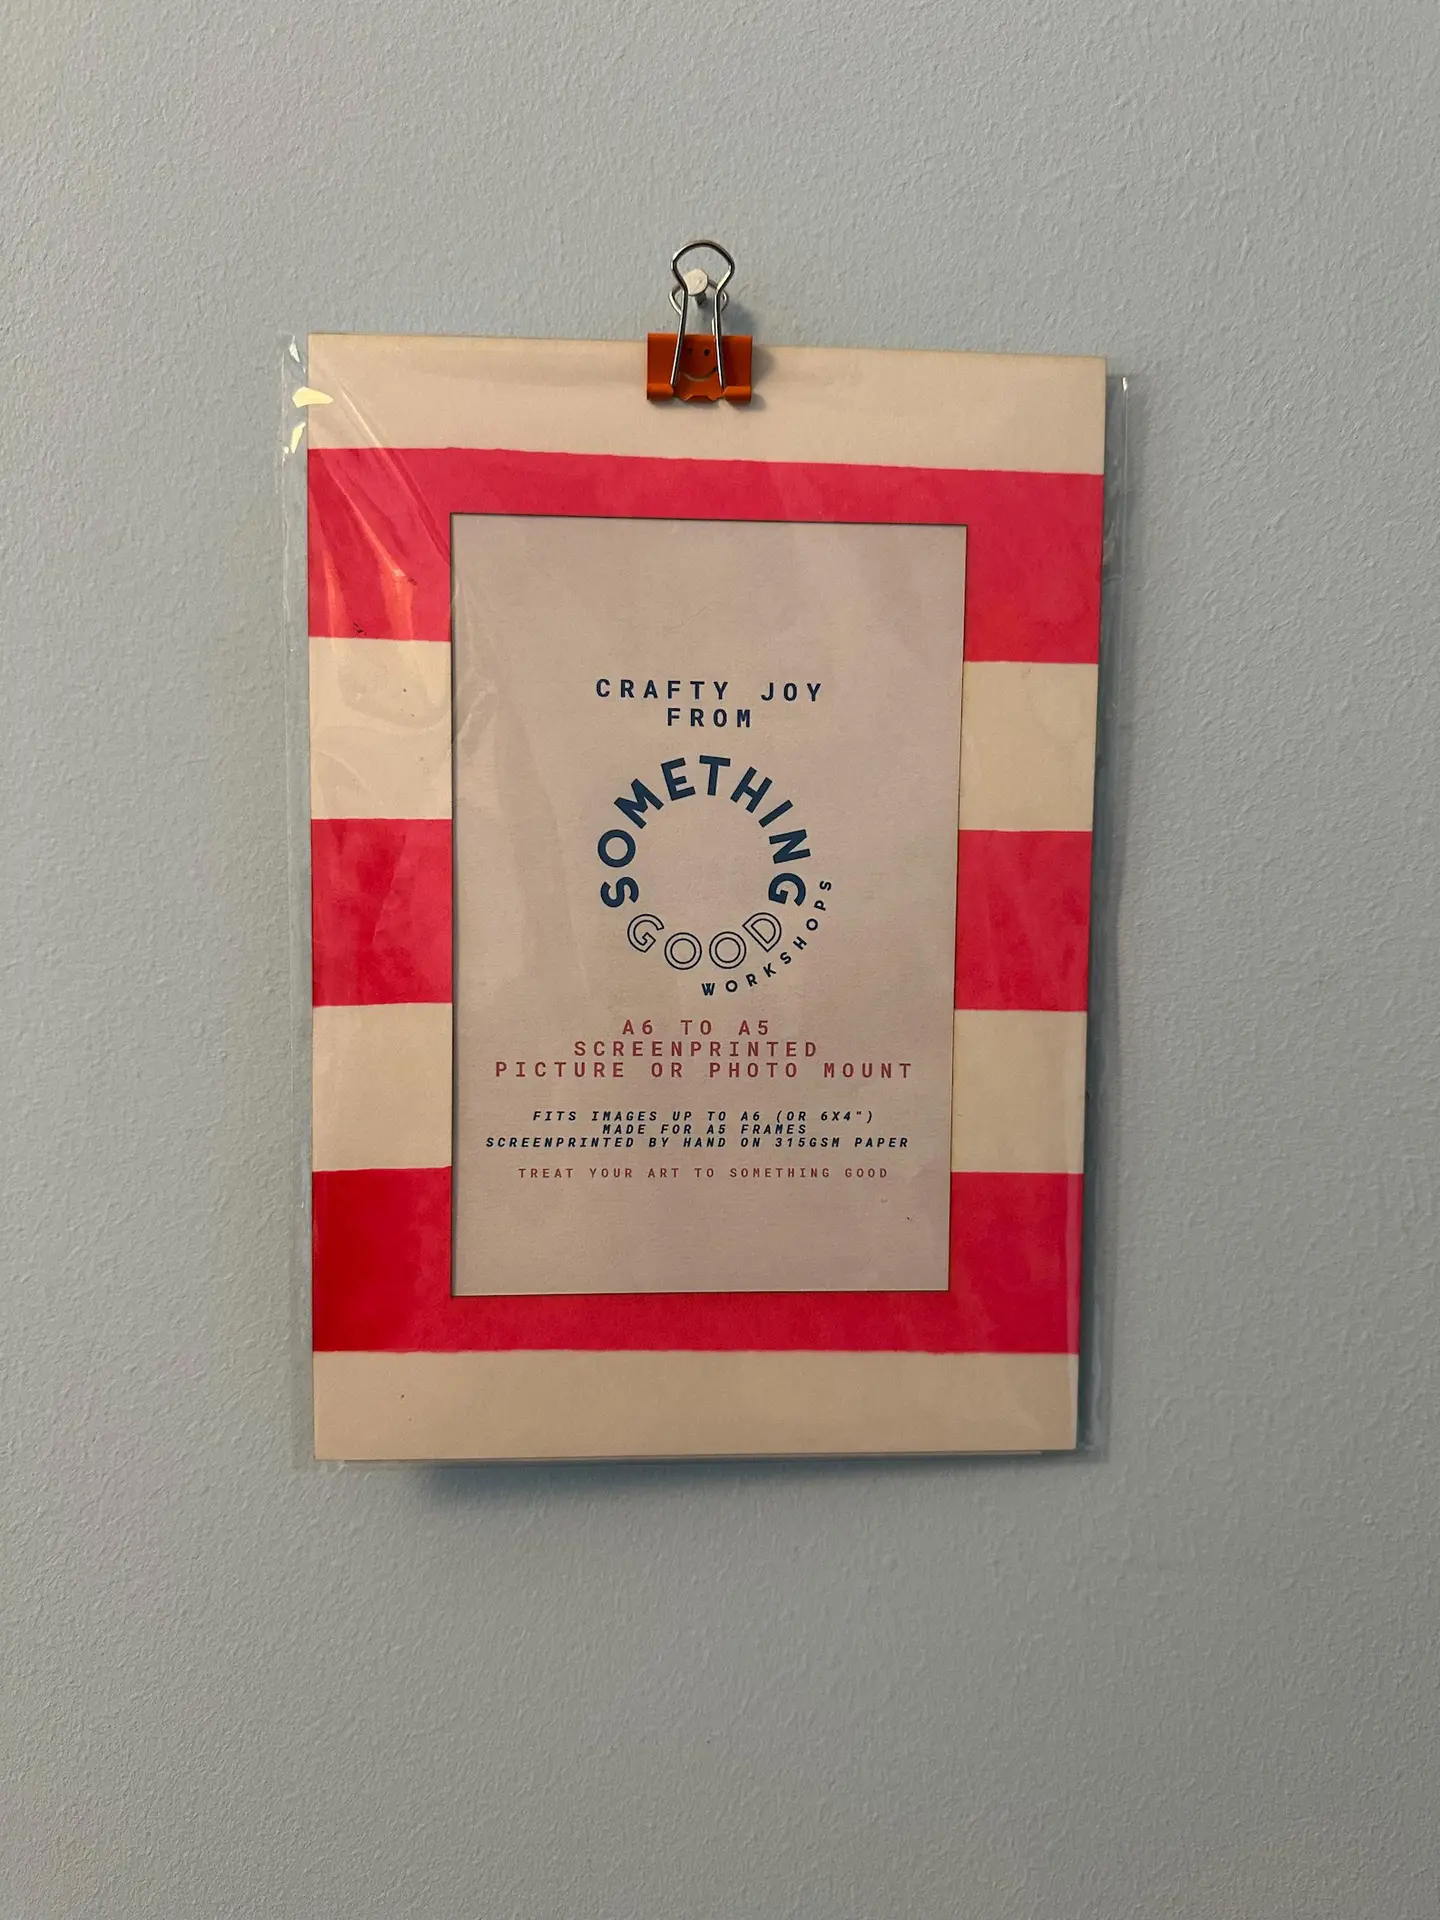 CRAFTY JOY
FROM
SOMETHING
GOOD
WORKSHOPS
A6 TO A5
SCREENPRINTED
PICTURE OR PHOTO MOUNT
FITS IMAGES UP TO A6 (OR 6X4")
MADE FOR A5 FRAMES
SCREENPRINTED BY HAND ON 315GSM PAPER
TREAT YOUR ART TO SOMETHING GOOD